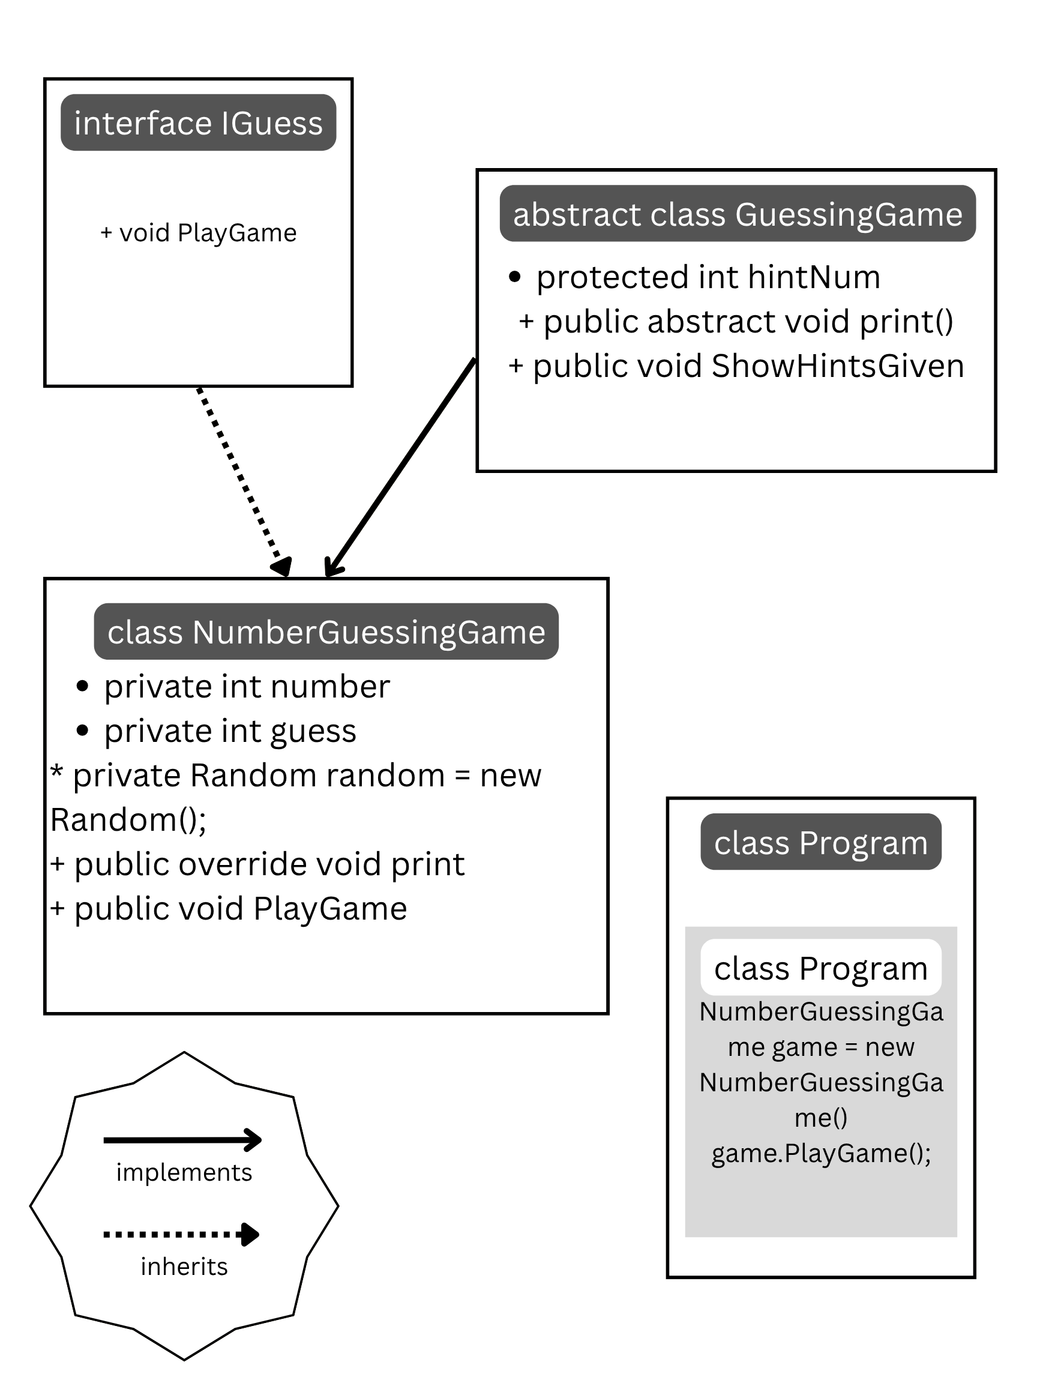 interface IGuess
+ void PlayGame
abstract class GuessingGame
• protected int hintNum
+ public abstract void print()
+ public void ShowHintsGiven
class NumberGuessingGame
• private int number
• private int guess
* private Random random = new
Random();
+ public override void print
+ public void PlayGame
class Program
class Program
NumberGuessingGa
me game = new
NumberGuessingGa
me()
game.PlayGame();
implements
inherits